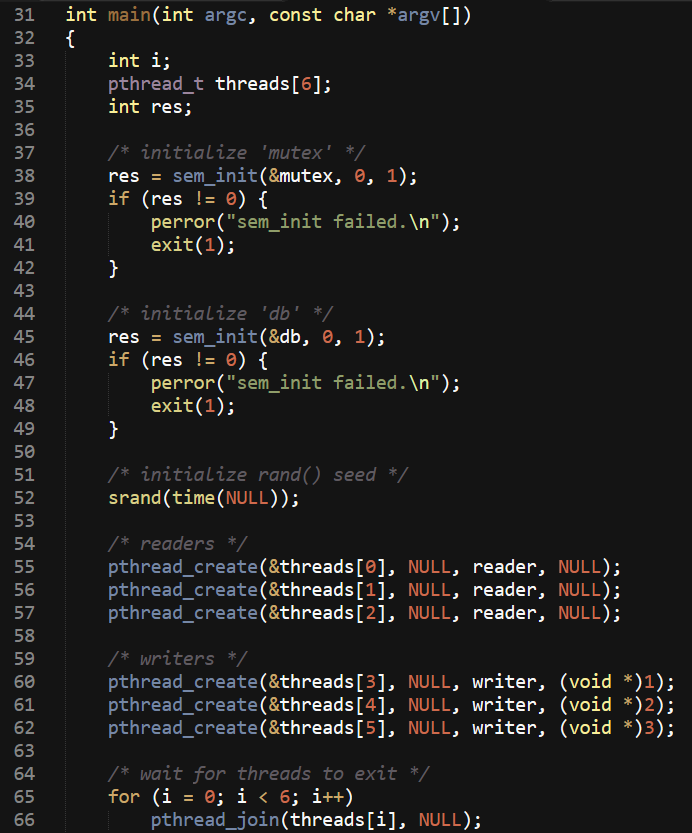 31 int main(int argc, const char *argv[])
32 {
33     int i;
34     pthread_t threads[6];
35     int res;
36
37     /* initialize 'mutex' */
38     res = sem_init(&mutex, 0, 1);
39     if (res != 0) {
40         perror("sem_init failed.\n");
41         exit(1);
42     }
43
44     /* initialize 'db' */
45     res = sem_init(&db, 0, 1);
46     if (res != 0) {
47         perror("sem_init failed.\n");
48         exit(1);
49     }
50
51     /* initialize rand() seed */
52     srand(time(NULL));
53
54     /* readers */
55     pthread_create(&threads[0], NULL, reader, NULL);
56     pthread_create(&threads[1], NULL, reader, NULL);
57     pthread_create(&threads[2], NULL, reader, NULL);
58
59     /* writers */
60     pthread_create(&threads[3], NULL, writer, (void *)1);
61     pthread_create(&threads[4], NULL, writer, (void *)2);
62     pthread_create(&threads[5], NULL, writer, (void *)3);
63
64     /* wait for threads to exit */
65     for (i = 0; i < 6; i++)
66         pthread_join(threads[i], NULL);